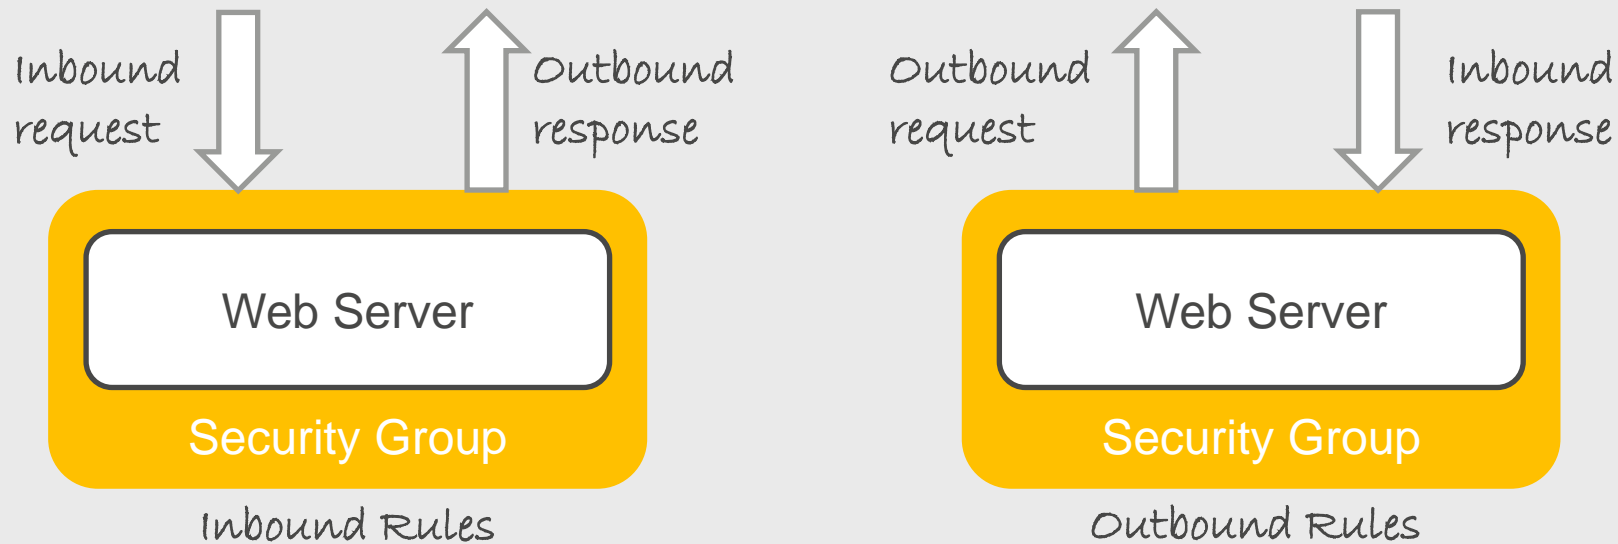 Inbound
request
Outbound
response
Web Server
Security Group
Inbound Rules
Outbound
request
Inbound
response
Web Server
Security Group
Outbound Rules